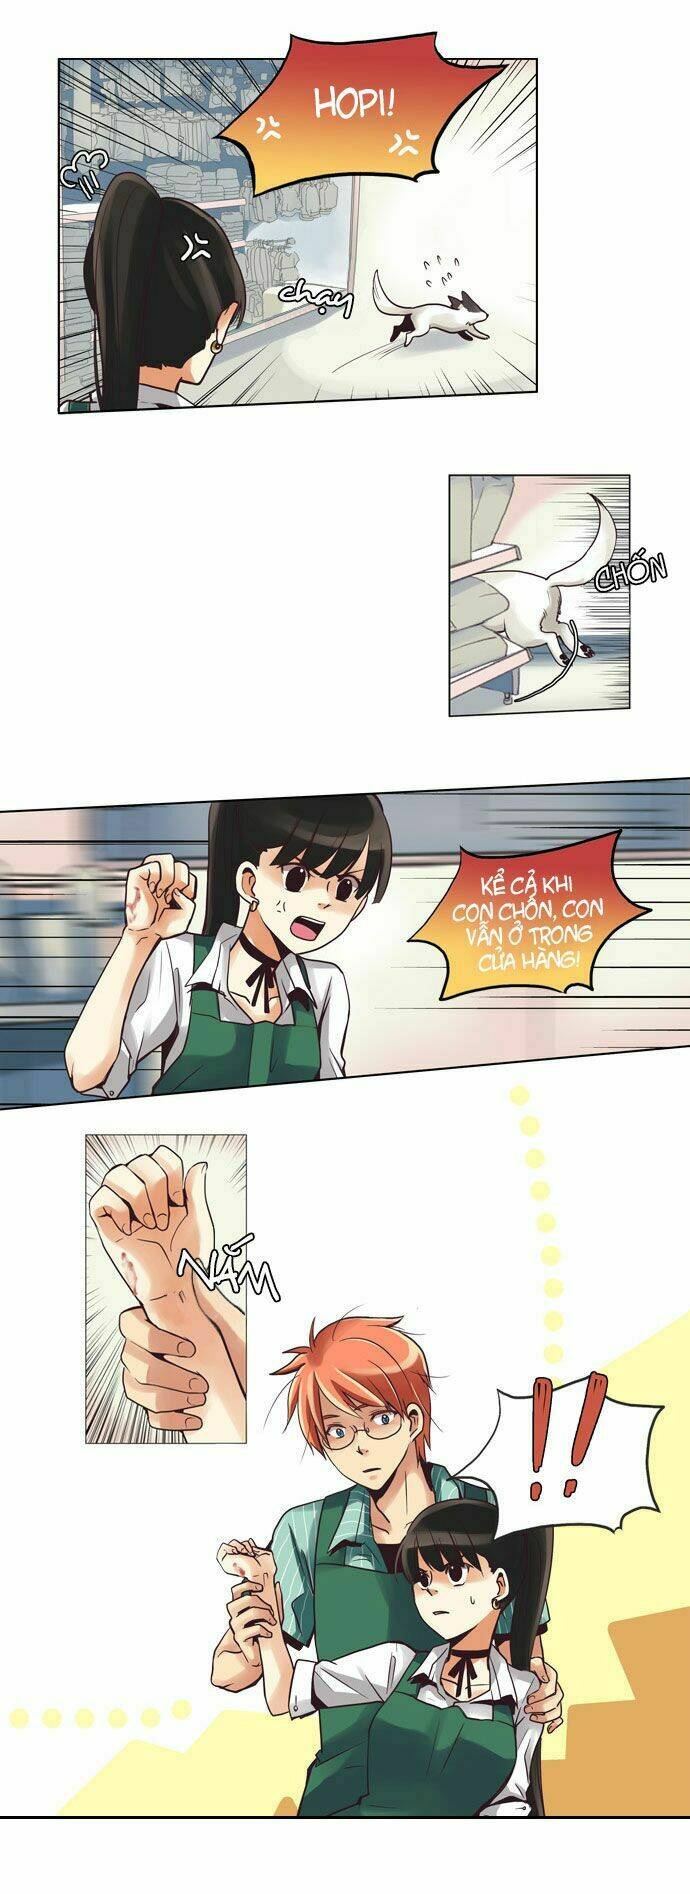 HOPI!
chạy
CHỐN
KỂ CẢ KHI
CON CHỐN, CON
VẪN Ở TRONG
CỬA HÀNG!
NẮM
!!